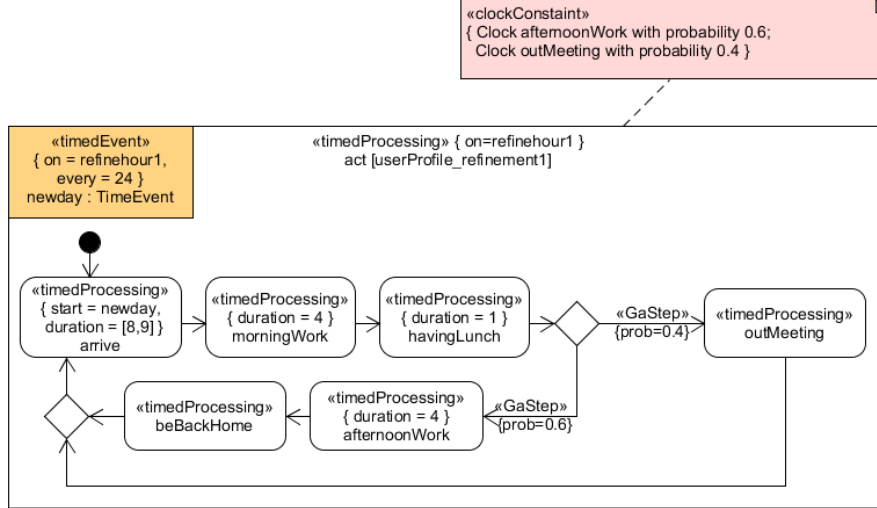 «clockConstaint»
{ Clock afternoonWork with probability 0.6;
Clock outMeeting with probability 0.4 }
«timedEvent»
{ on = refinehour1,
every = 24 }
newday : TimeEvent
«timedProcessing» { on=refinehour1 }
act [userProfile_refinement1]
«timedProcessing»
{ start = newday,
duration = [8,9] }
arrive
«timedProcessing»
{ duration = 4 }
morningWork
«timedProcessing»
{ duration = 1 }
havingLunch
«GaStep»
{prob=0.4}
«timedProcessing»
outMeeting
«timedProcessing»
beBackHome
«timedProcessing»
{ duration = 4 }
afternoonWork
«GaStep»
{prob=0.6}